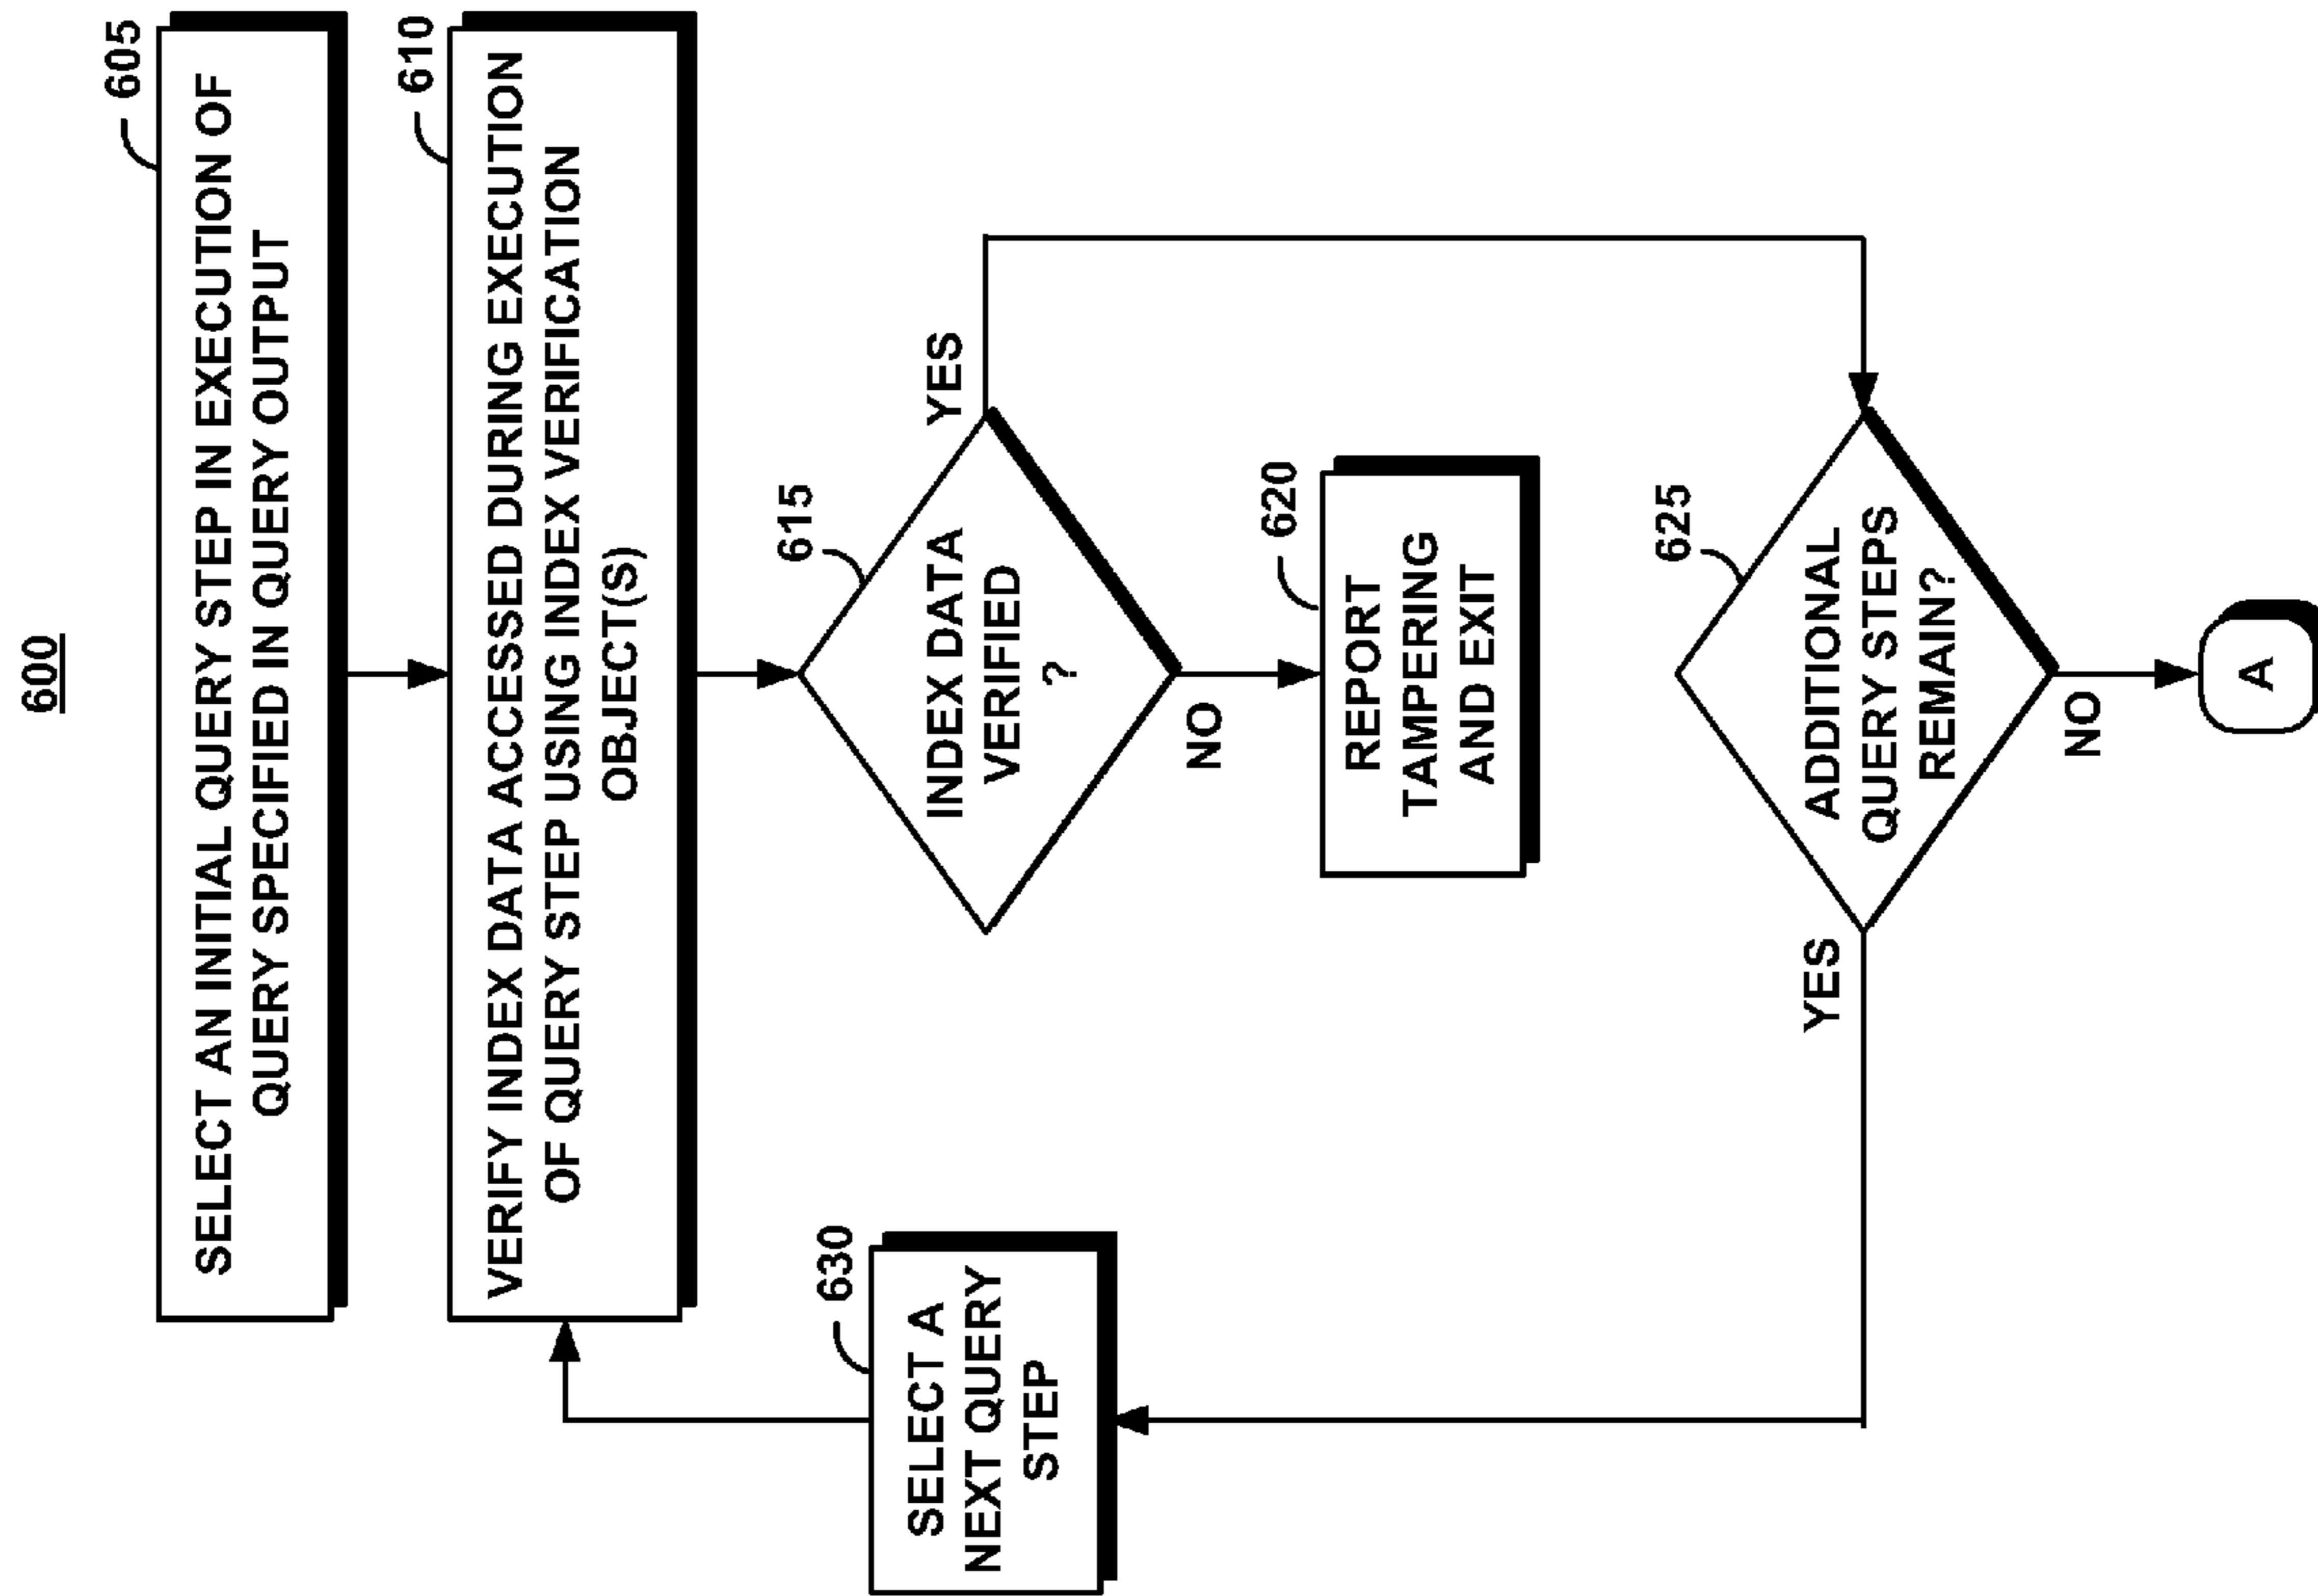 600
605
SELECT AN INITIAL QUERY STEP IN EXECUTION OF
QUERY SPECIFIED IN QUERY OUTPUT
610
VERIFY INDEX DATA ACCESSED DURING EXECUTION
OF QUERY STEP USING INDEX VERIFICATION
OBJECT(S)
615
INDEX DATA
VERIFIED
?
YES
NO
620
REPORT
TAMPERING
AND EXIT
630
SELECT A
NEXT QUERY
STEP
625
ADDITIONAL
QUERY STEPS
REMAIN?
YES
NO
A